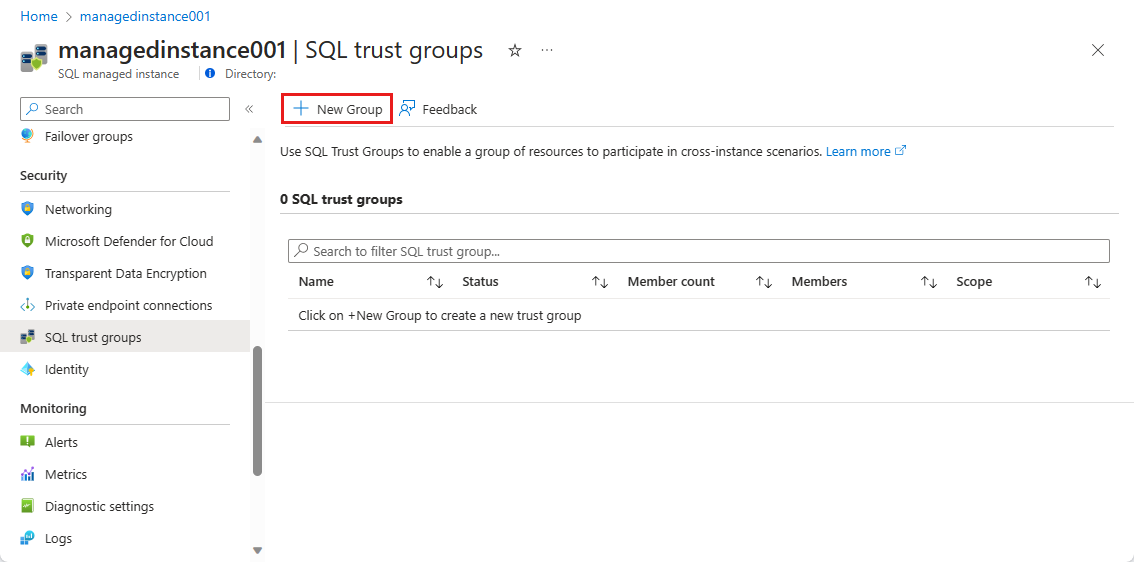 Home > managedinstance001
managedinstance001 | SQL trust groups ☆ ...
SQL managed instance Directory:
Search «
+ New Group Feedback
Failover groups
Security
Networking
Microsoft Defender for Cloud
Transparent Data Encryption
Private endpoint connections
SQL trust groups
Identity
Monitoring
Alerts
Metrics
Diagnostic settings
Logs
Use SQL Trust Groups to enable a group of resources to participate in cross-instance scenarios. Learn more
0 SQL trust groups
Search to filter SQL trust group...
Name ↑↓ Status ↑↓ Member count ↑↓ Members ↑↓ Scope ↑↓
Click on +New Group to create a new trust group